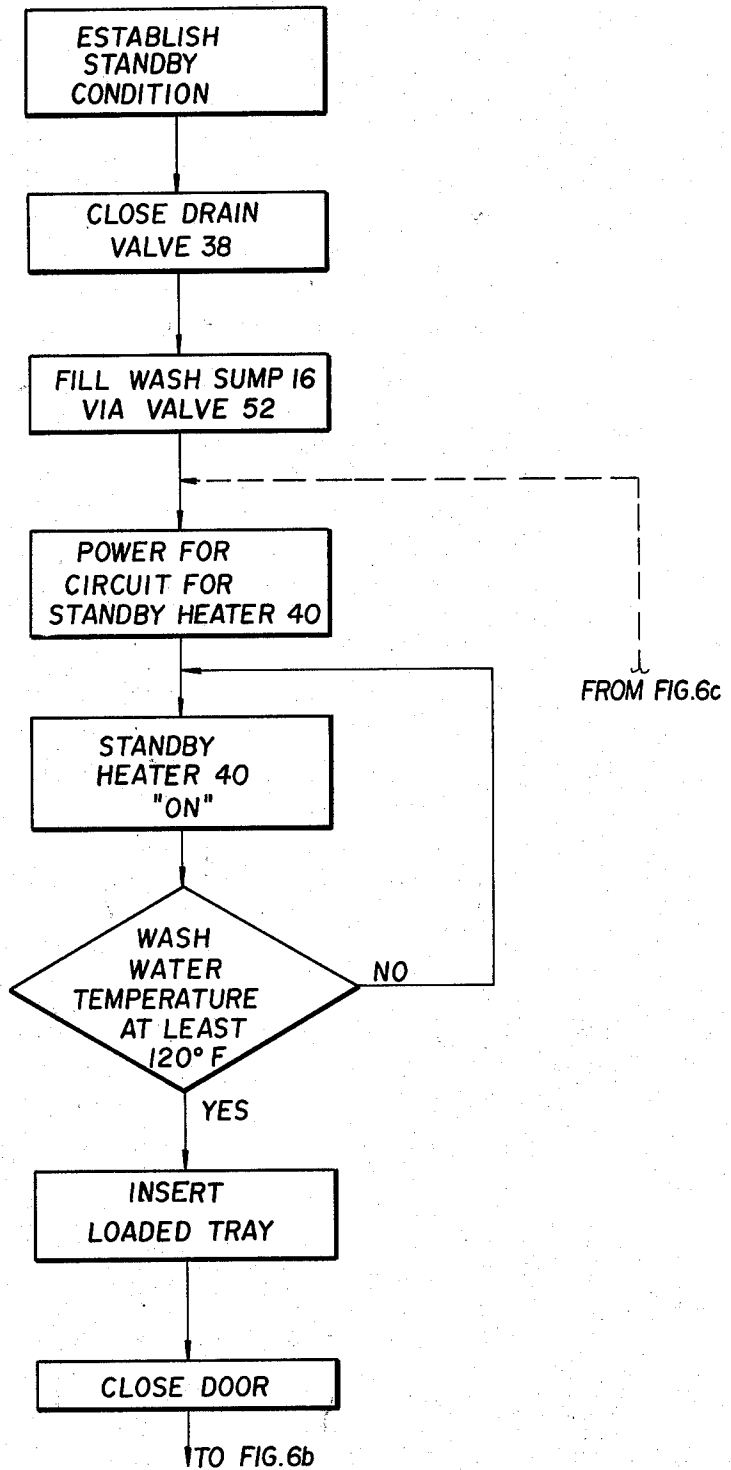 ESTABLISH
STANDBY
CONDITION
CLOSE DRAIN
VALVE 38
FILL WASH SUMP 16
VIA VALVE 52
POWER FOR
CIRCUIT FOR
STANDBY HEATER 40
FROM FIG.6c
STANDBY
HEATER 40
"ON"
WASH
WATER
TEMPERATURE
AT LEAST
120° F
NO
YES
INSERT
LOADED TRAY
CLOSE DOOR
TO FIG.6b